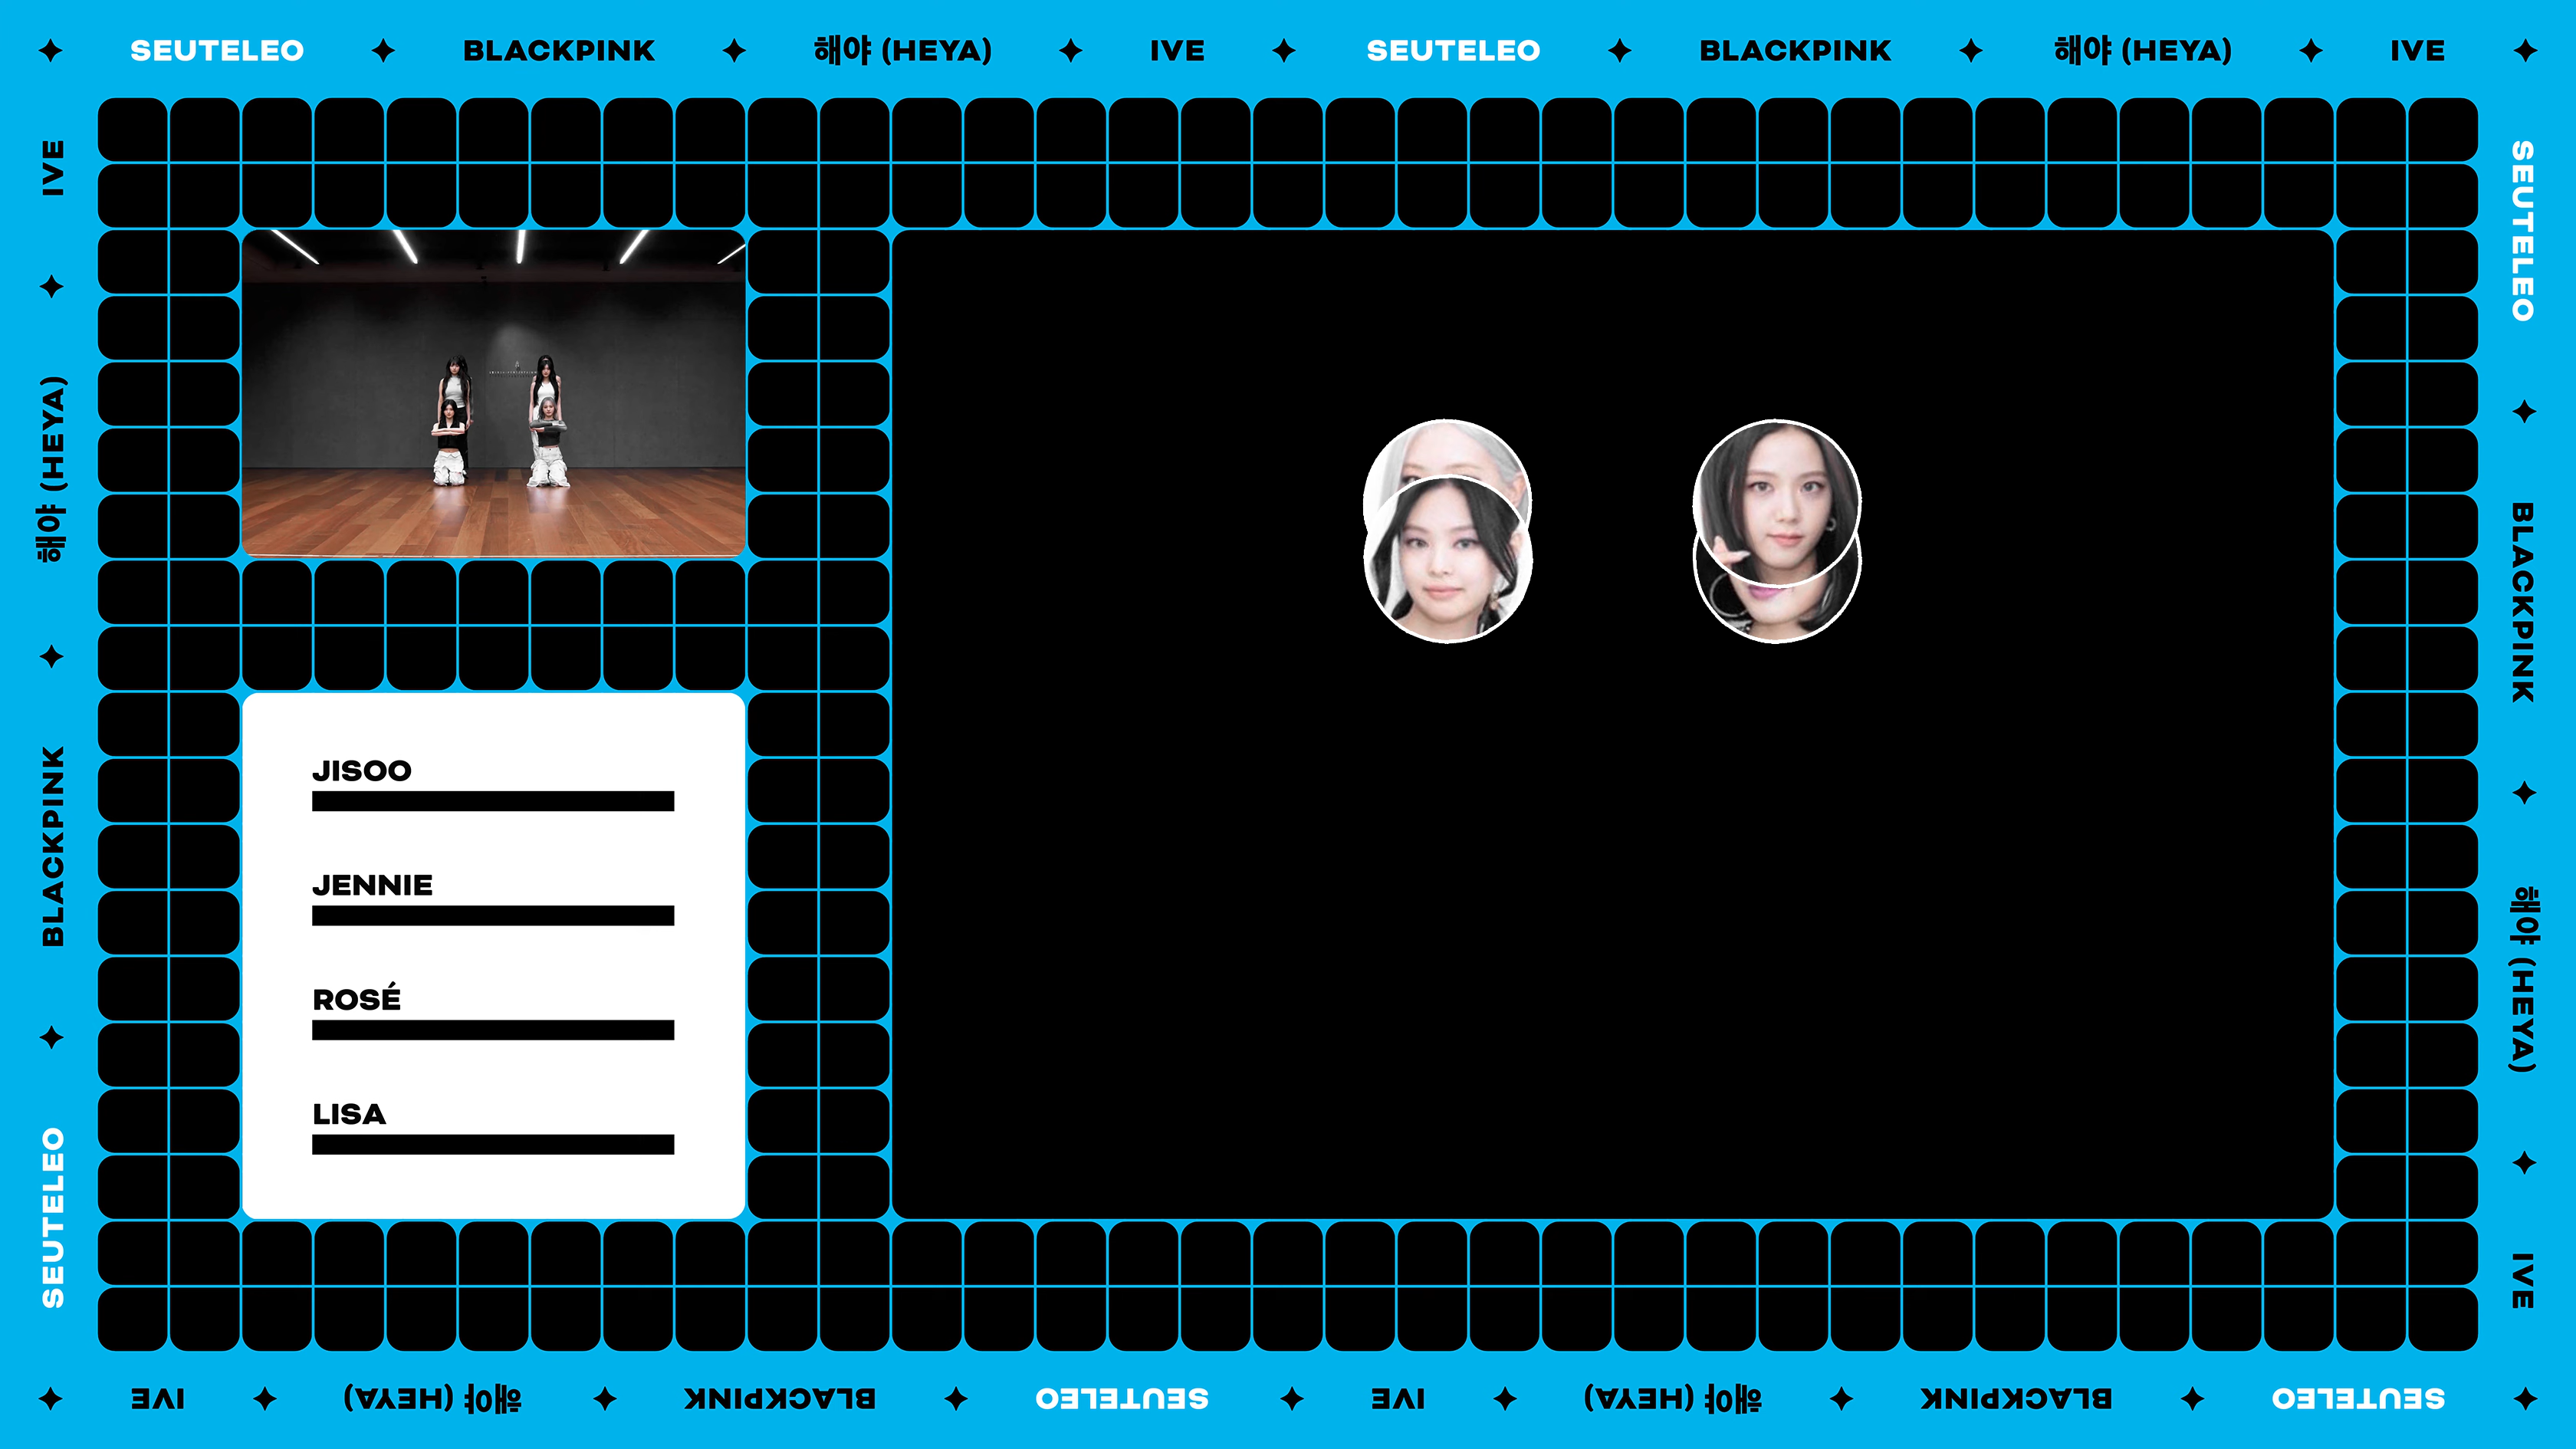 SEUTELEO ✦ BLACKPINK ✦ 해야 (HEYA) ✦ IVE ✦ SEUTELEO ✦ BLACKPINK ✦ 해야 (HEYA) ✦ IVE
SEUTELEO ✦ BLACKPINK ✦ 해야 (HEYA) ✦ IVE
JISOO
JENNIE
ROSÉ
LISA
SEUTELEO ✦ BLACKPINK ✦ 해야 (HEYA) ✦ IVE
SEUTELEO ✦ BLACKPINK ✦ 해야 (HEYA) ✦ IVE ✦ SEUTELEO ✦ BLACKPINK ✦ 해야 (HEYA) ✦ IVE